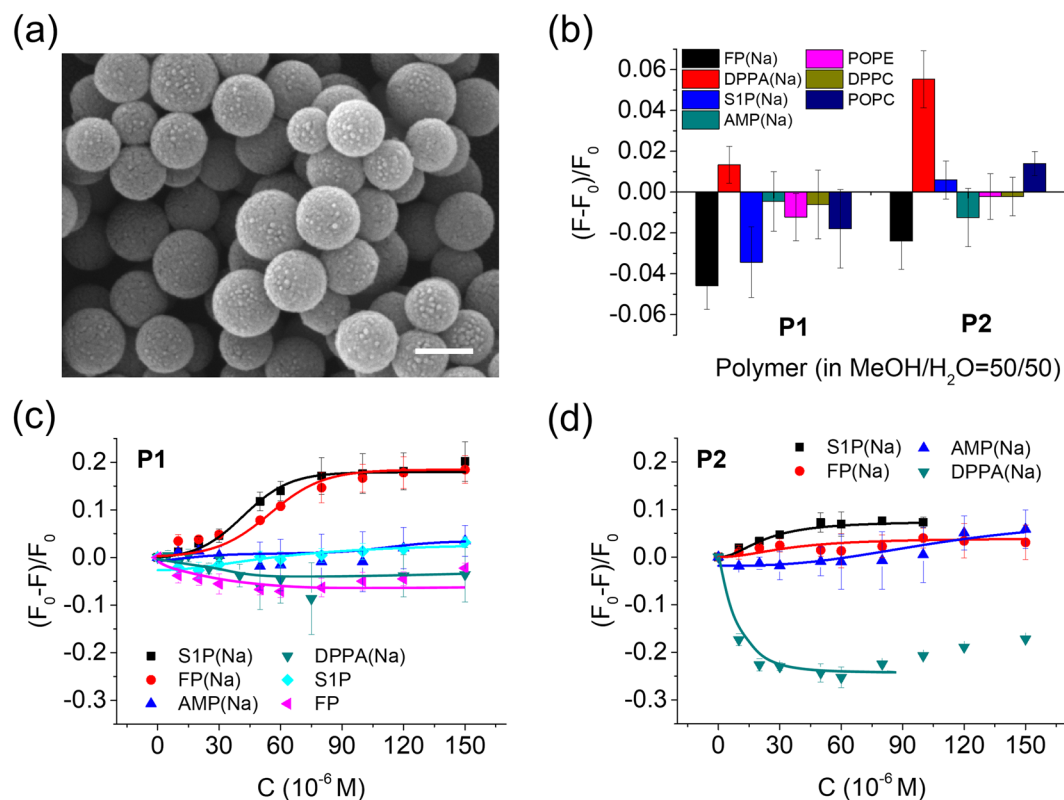 (a)
(b)
FP(Na)
DPPA(Na)
S1P(Na)
AMP(Na)
POPE
DPPC
POPC
0.06
0.04
0.02
0.00
-0.02
-0.04
-0.06
(F-F0)/F0
P1
P2
Polymer (in MeOH/H2O=50/50)
(c)
P1
0.2
0.1
0.0
-0.1
-0.2
-0.3
(F0-F)/F0
S1P(Na)
FP(Na)
AMP(Na)
DPPA(Na)
S1P
FP
0 30 60 90 120 150
C (10-6 M)
(d)
P2
S1P(Na)
FP(Na)
AMP(Na)
DPPA(Na)
0.2
0.1
0.0
-0.1
-0.2
-0.3
(F0-F)/F0
0 30 60 90 120 150
C (10-6 M)